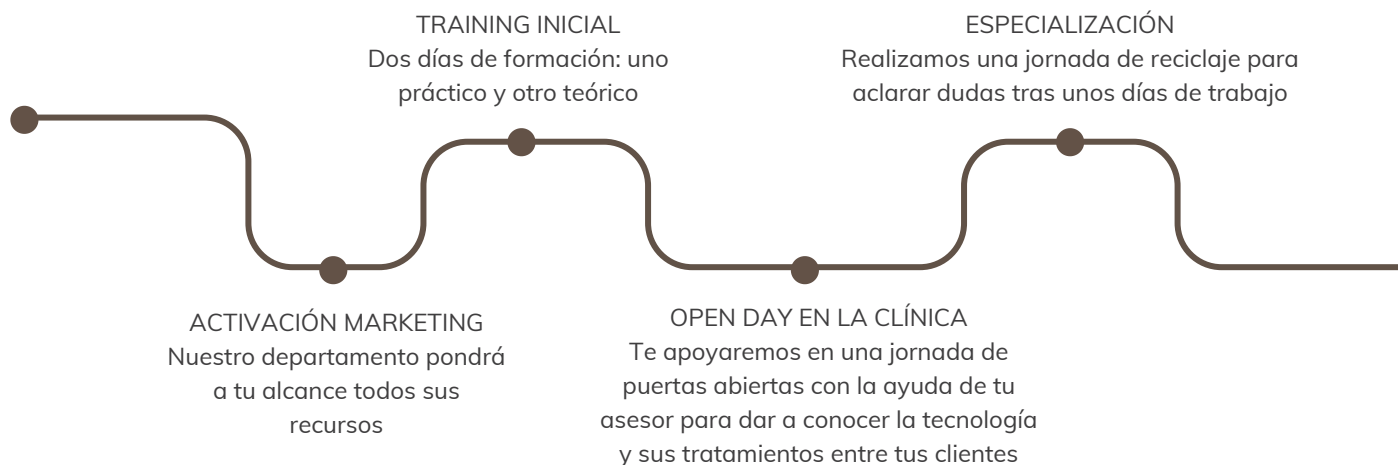 TRAINING INICIAL
Dos días de formación: uno
práctico y otro teórico
ESPECIALIZACIÓN
Realizamos una jornada de reciclaje para
aclarar dudas tras unos días de trabajo
ACTIVACIÓN MARKETING
Nuestro departamento pondrá
a tu alcance todos sus
recursos
OPEN DAY EN LA CLÍNICA
Te apoyaremos en una jornada de
puertas abiertas con la ayuda de tu
asesor para dar a conocer la tecnología
y sus tratamientos entre tus clientes